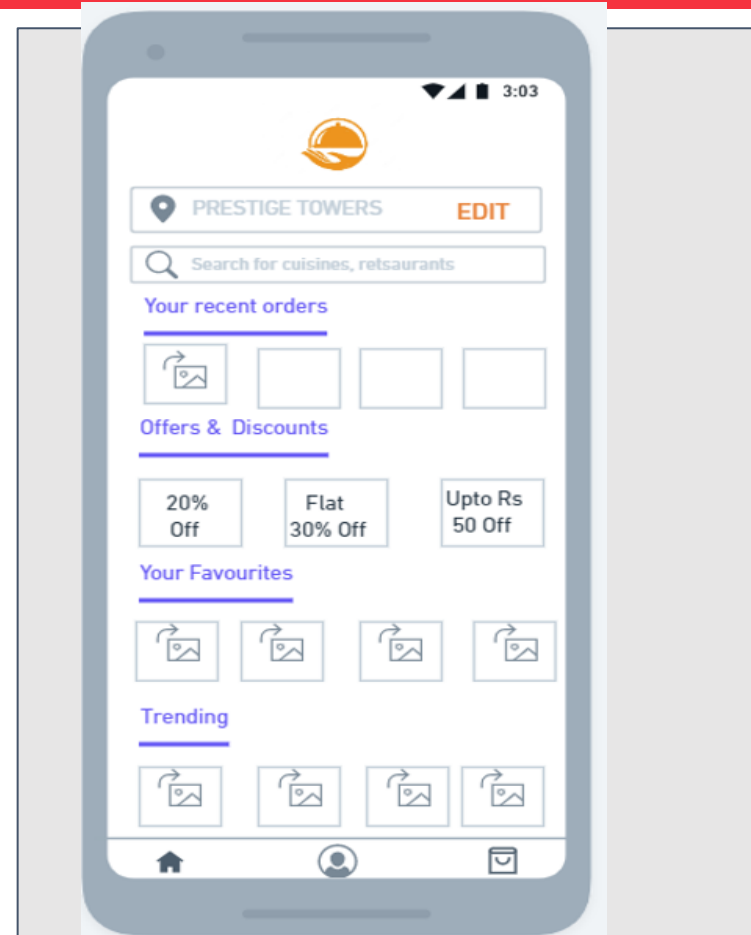 3:03
PRESTIGE TOWERS EDIT
Search for cuisines, retsaurants
Your recent orders
Offers & Discounts
20%
Off
Flat
30% Off
Upto Rs
50 Off
Your Favourites
Trending